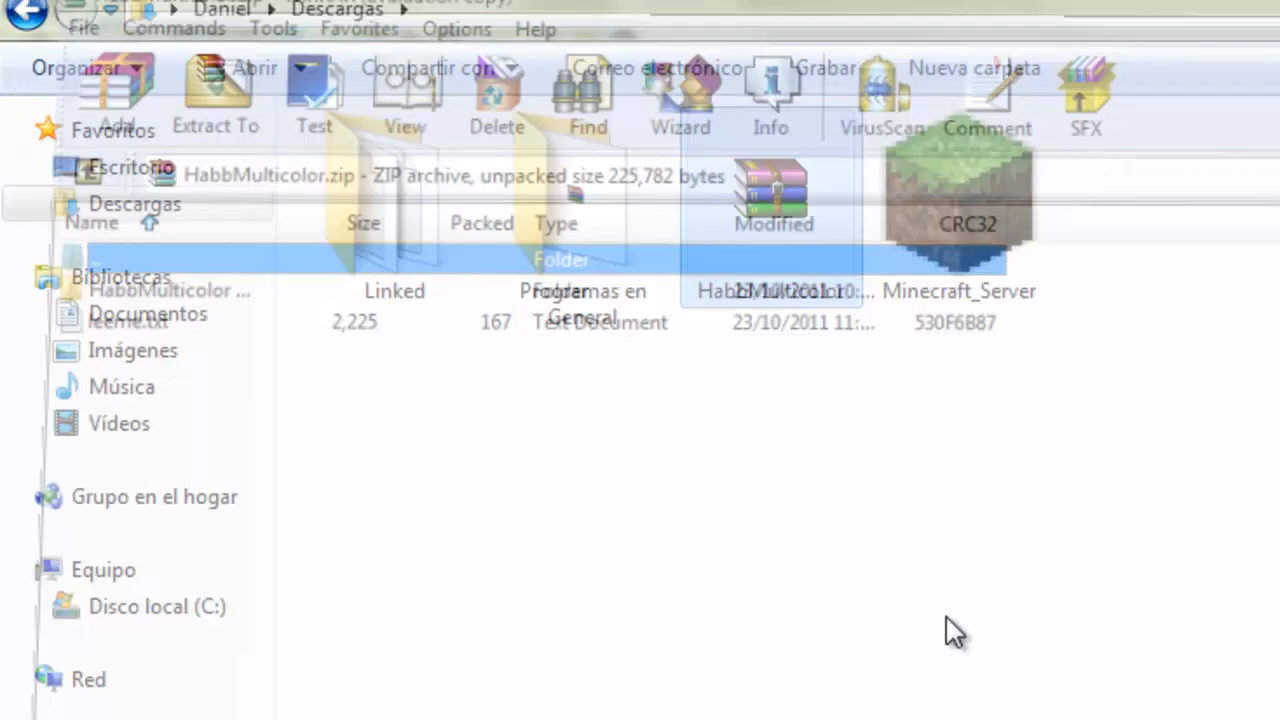 Daniel Descargas
File Commands Tools Favorites Options Help
Organizar Abrir Compartir con Correo electrónico Grabar Nueva carpeta
Add Extract To Test View Delete Find Wizard Info VirusScan Comment SFX
Favoritos
Escritorio
HabbMulticolor.zip - ZIP archive, unpacked size 225,782 bytes
Descargas
Name Size Packed Type Modified CRC32
Folder
Bibliotecas
HabbMulticolor ... Linked Programas en HabbMulticolor Minecraft_Server
Folder
General
Documentos
leeme.txt 2,225 167 Text Document 23/10/2011 11:... 530F6B87
Imágenes
Música
Vídeos
Grupo en el hogar
Equipo
Disco local (C:)
Red